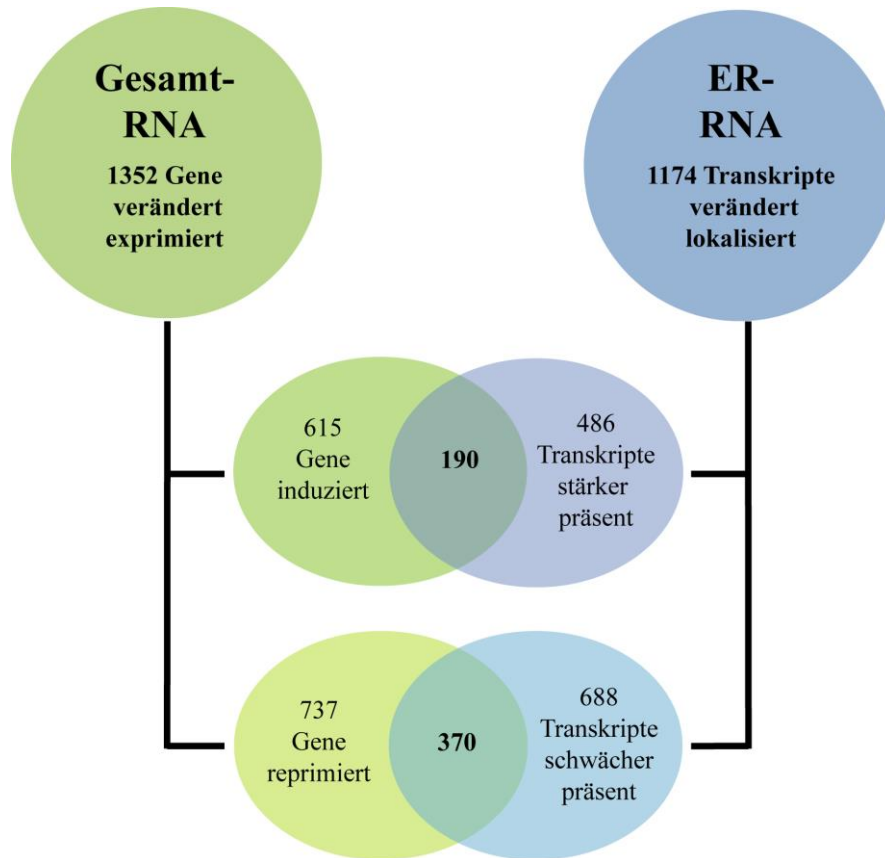 Gesamt-
RNA
1352 Gene
verändert
exprimiert
ER-
RNA
1174 Transkripte
verändert
lokalisiert
615
Gene
induziert
190
486
Transkripte
stärker
präsent
737
Gene
reprimiert
370
688
Transkripte
schwächer
präsent